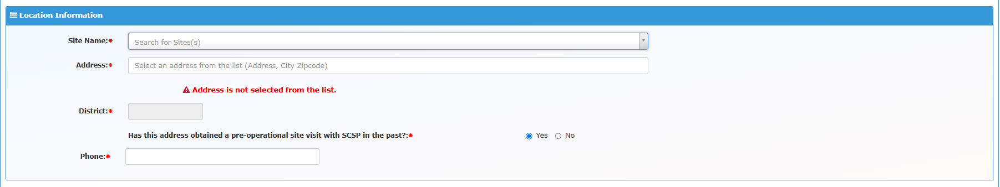 Location Information
Site Name:*
Search for Sites(s)
Address:*
Select an address from the list (Address, City Zipcode)
Address is not selected from the list.
District:*
Has this address obtained a pre-operational site visit with SCSP in the past?:* Yes No
Phone:*